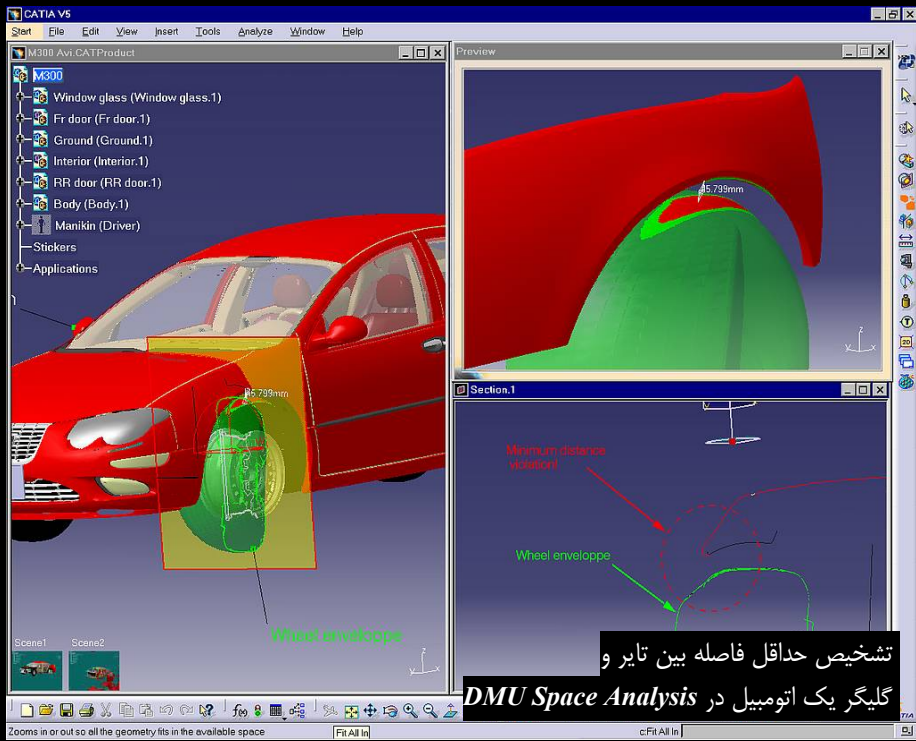 CATIA V5
Start File Edit View Insert Tools Analyze Window Help
M300 Avi.CATProduct
M300
Window glass (Window glass.1)
Fr door (Fr door.1)
Ground (Ground.1)
Interior (Interior.1)
RR door (RR door.1)
Body (Body.1)
Manikin (Driver)
Stickers
Applications
45.799mm
Wheel enveloppe
Scene1 Scene2
Preview
45.799mm
z
x
Section.1
Minimum distance
violation!
Wheel enveloppe
تشخیص حداقل فاصله بین تایر و
گلیگر یک اتومبیل در DMU Space Analysis
Zooms in or out so all the geometry fits in the available space
Fit All In
c:Fit All In